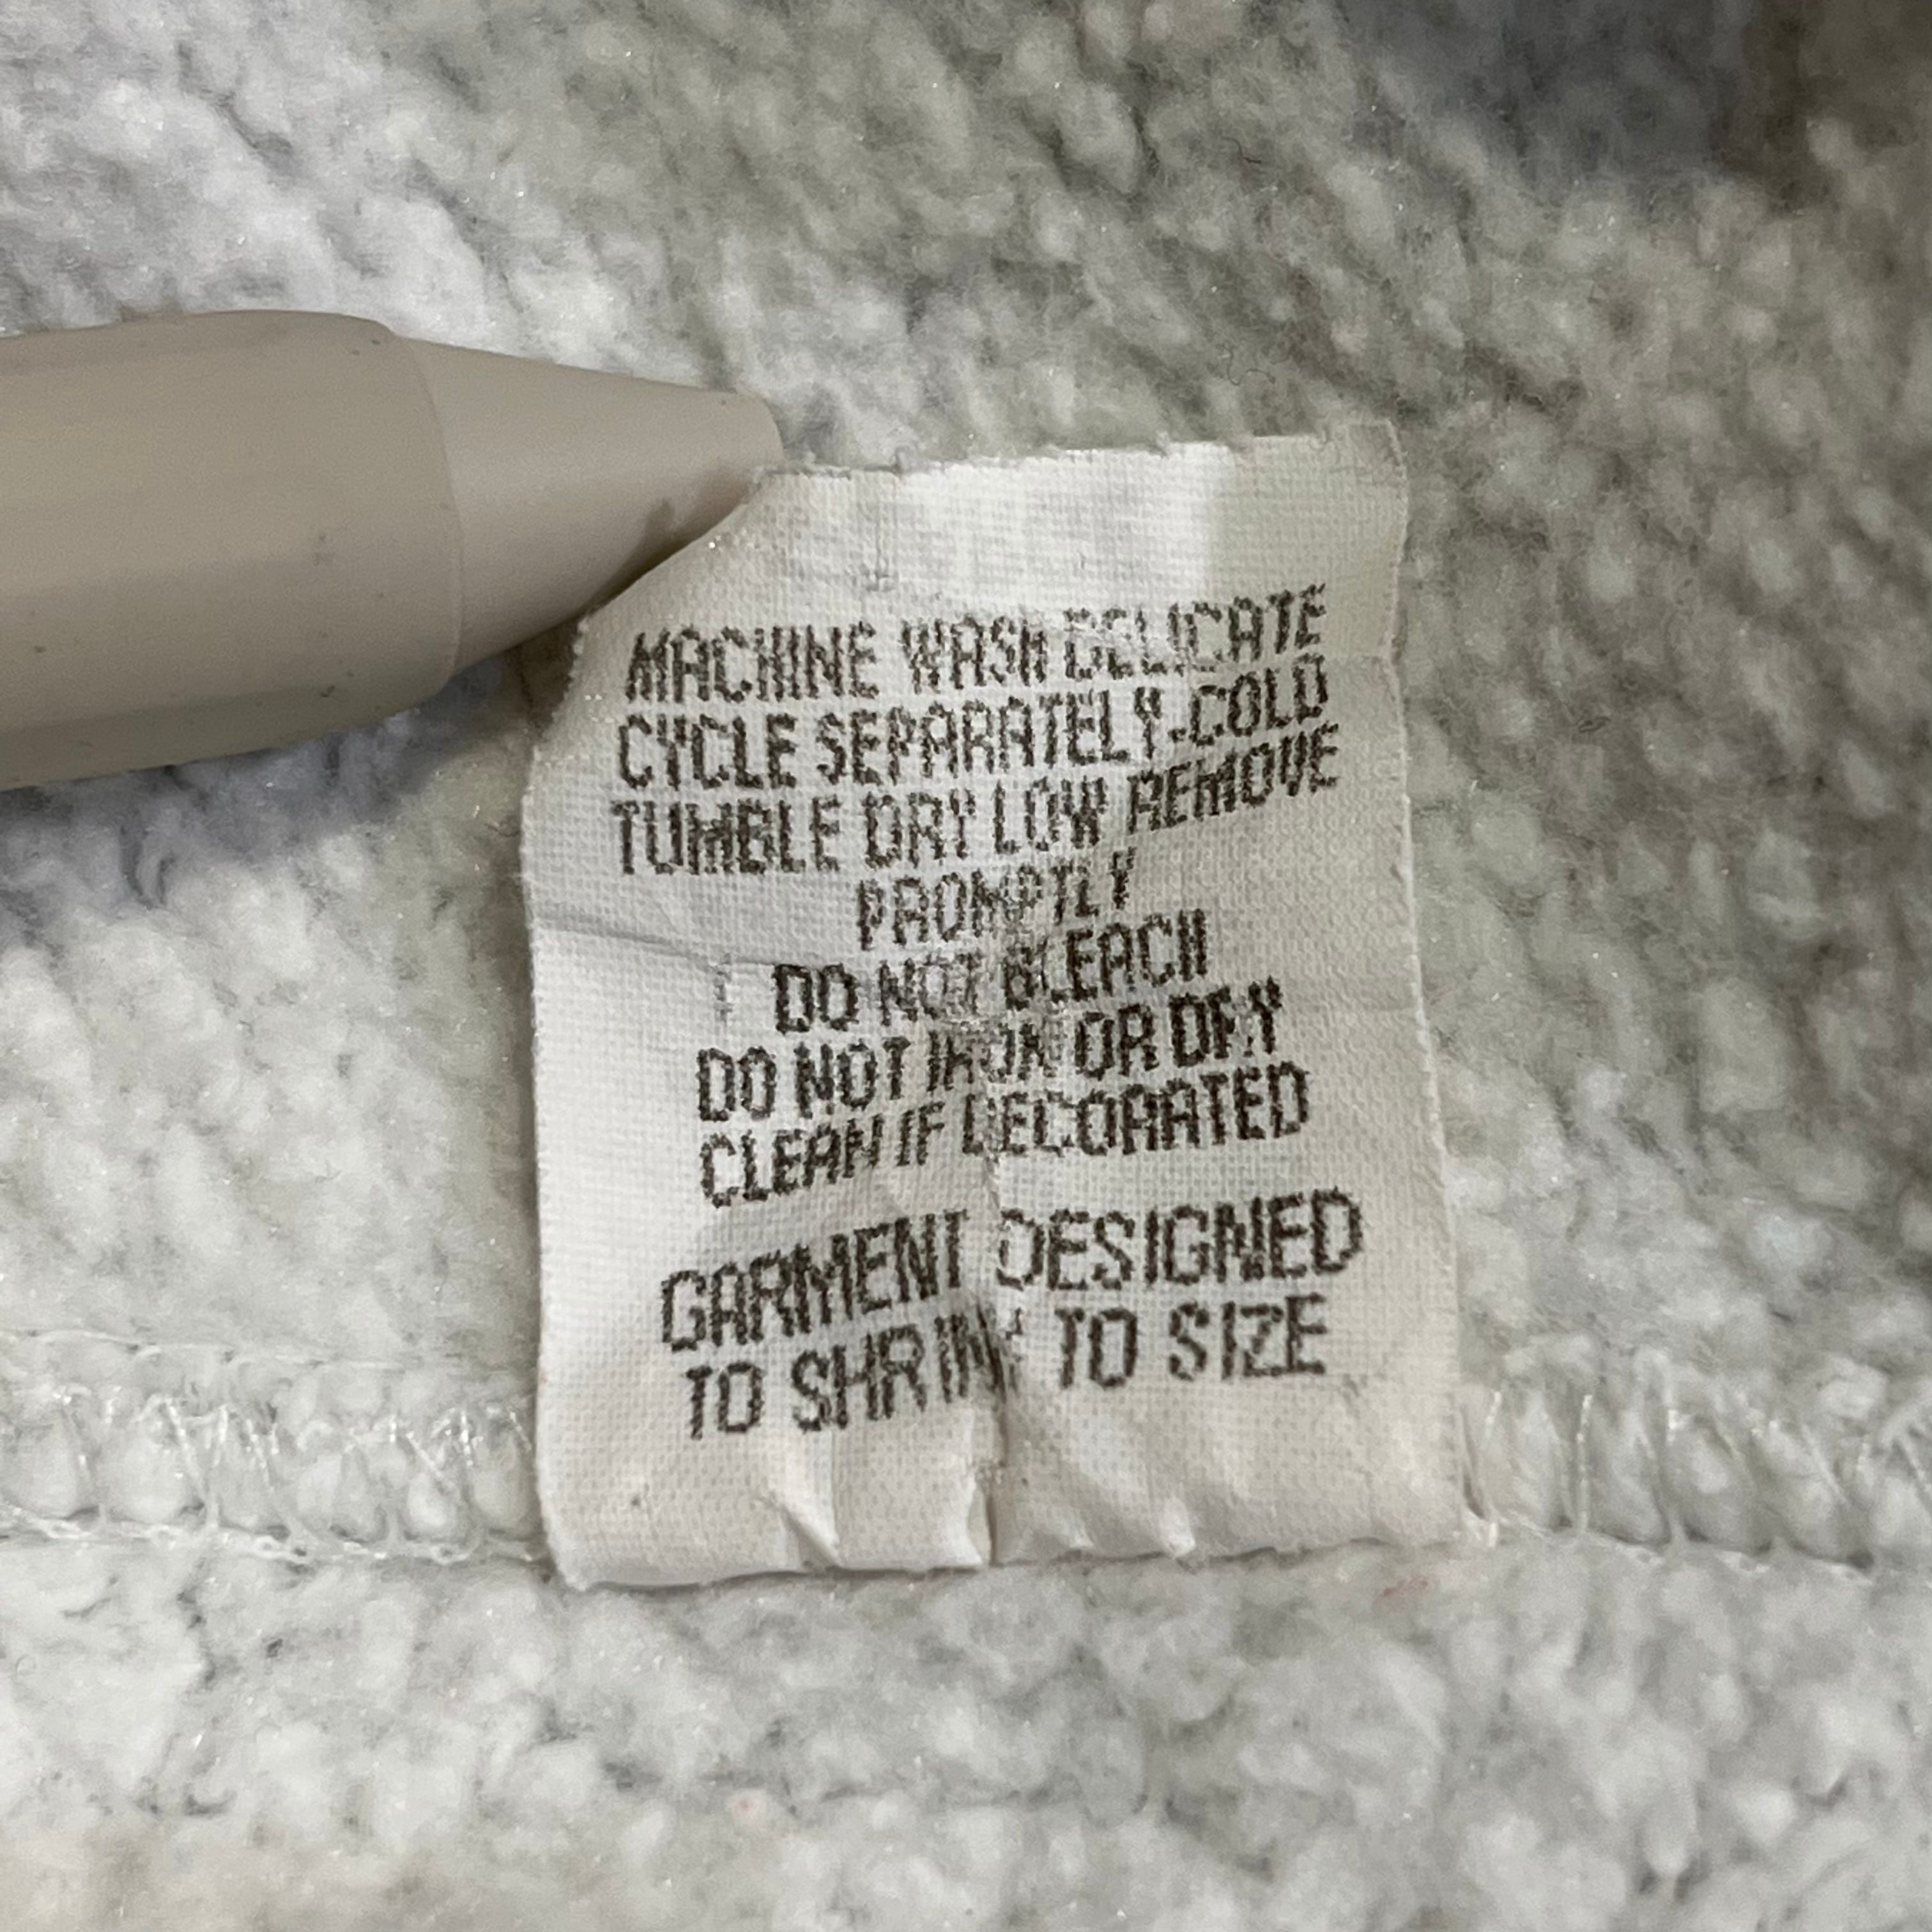 MACHINE WASH DELICATE
CYCLE SEPARATELY-COLD
TUMBLE DRY LOW REMOVE
PROMPTLY
DO NOT BLEACH
DO NOT IRON OR DRY
CLEAN IF DECORATED
GARMENT DESIGNED
TO SHRINK TO SIZE